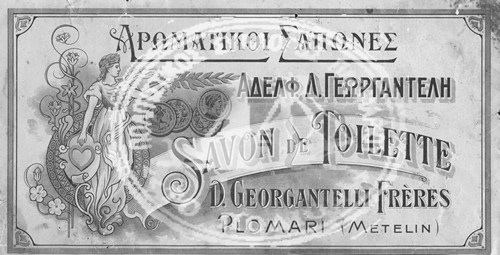 ΑΡΩΜΑΤΙΚΟΙ ΣΑΠΩΝΕΣ
ΑΔΕΛΦ. Λ. ΓΕΩΡΓΑΝΤΕΛΗ
SAVON DE TOILETTE
D. GEORGANTELLI FRÈRES
PLOMARI (METELIN)